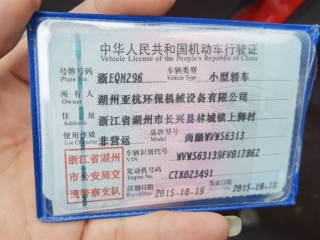 中华人民共和国机动车行驶证
Vehicle License of the People's Republic of China
号牌号码 浙EQH296 车辆类型 小型轿车
Plate No. Vehicle Type
所有人 湖州亚杭环保机械设备有限公司
Owner
住址 浙江省湖州市长兴县林城镇上狮村
Address
使用性质 非营运 品牌型号
Use Character Model
车辆识别代号
VIN
浙江省湖州
市公安局交
通警察支队
发动机号码 CTK023491
Engine No.
注册日期 2015-10-19 发证日期 2015-10-19